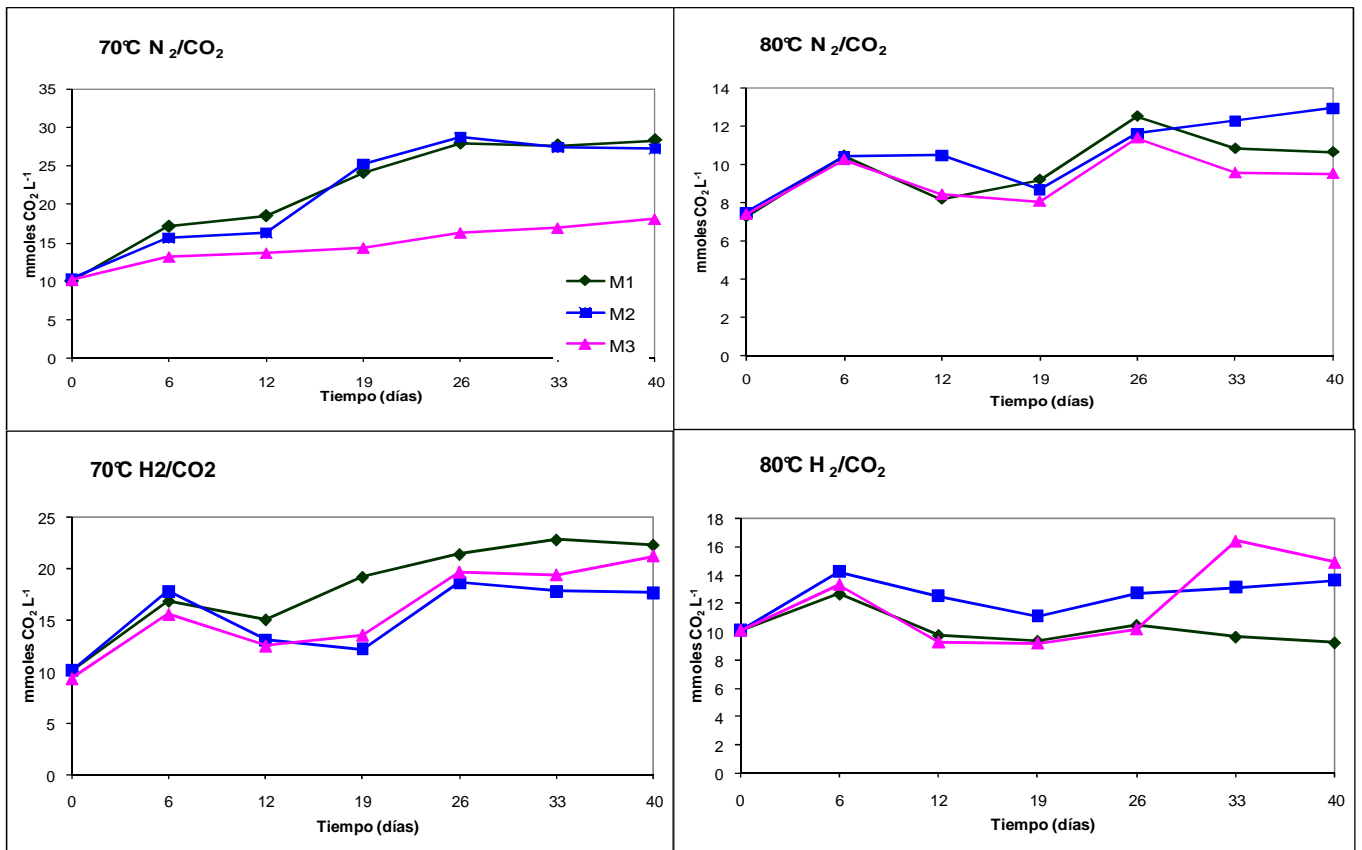 70°C N2/CO2
mmoles CO2 L-1
35
30
25
20
15
10
5
0
M1
M2
M3
0 6 12 19 26 33 40
Tiempo (días)
80°C N2/CO2
mmoles CO2 L-1
14
12
10
8
6
4
2
0
0 6 12 19 26 33 40
Tiempo (días)
70°C H2/CO2
mmoles CO2 L-1
25
20
15
10
5
0
0 6 12 19 26 33 40
Tiempo (días)
80°C H2/CO2
mmoles CO2 L-1
18
16
14
12
10
8
6
4
2
0
0 6 12 19 26 33 40
Tiempo (días)